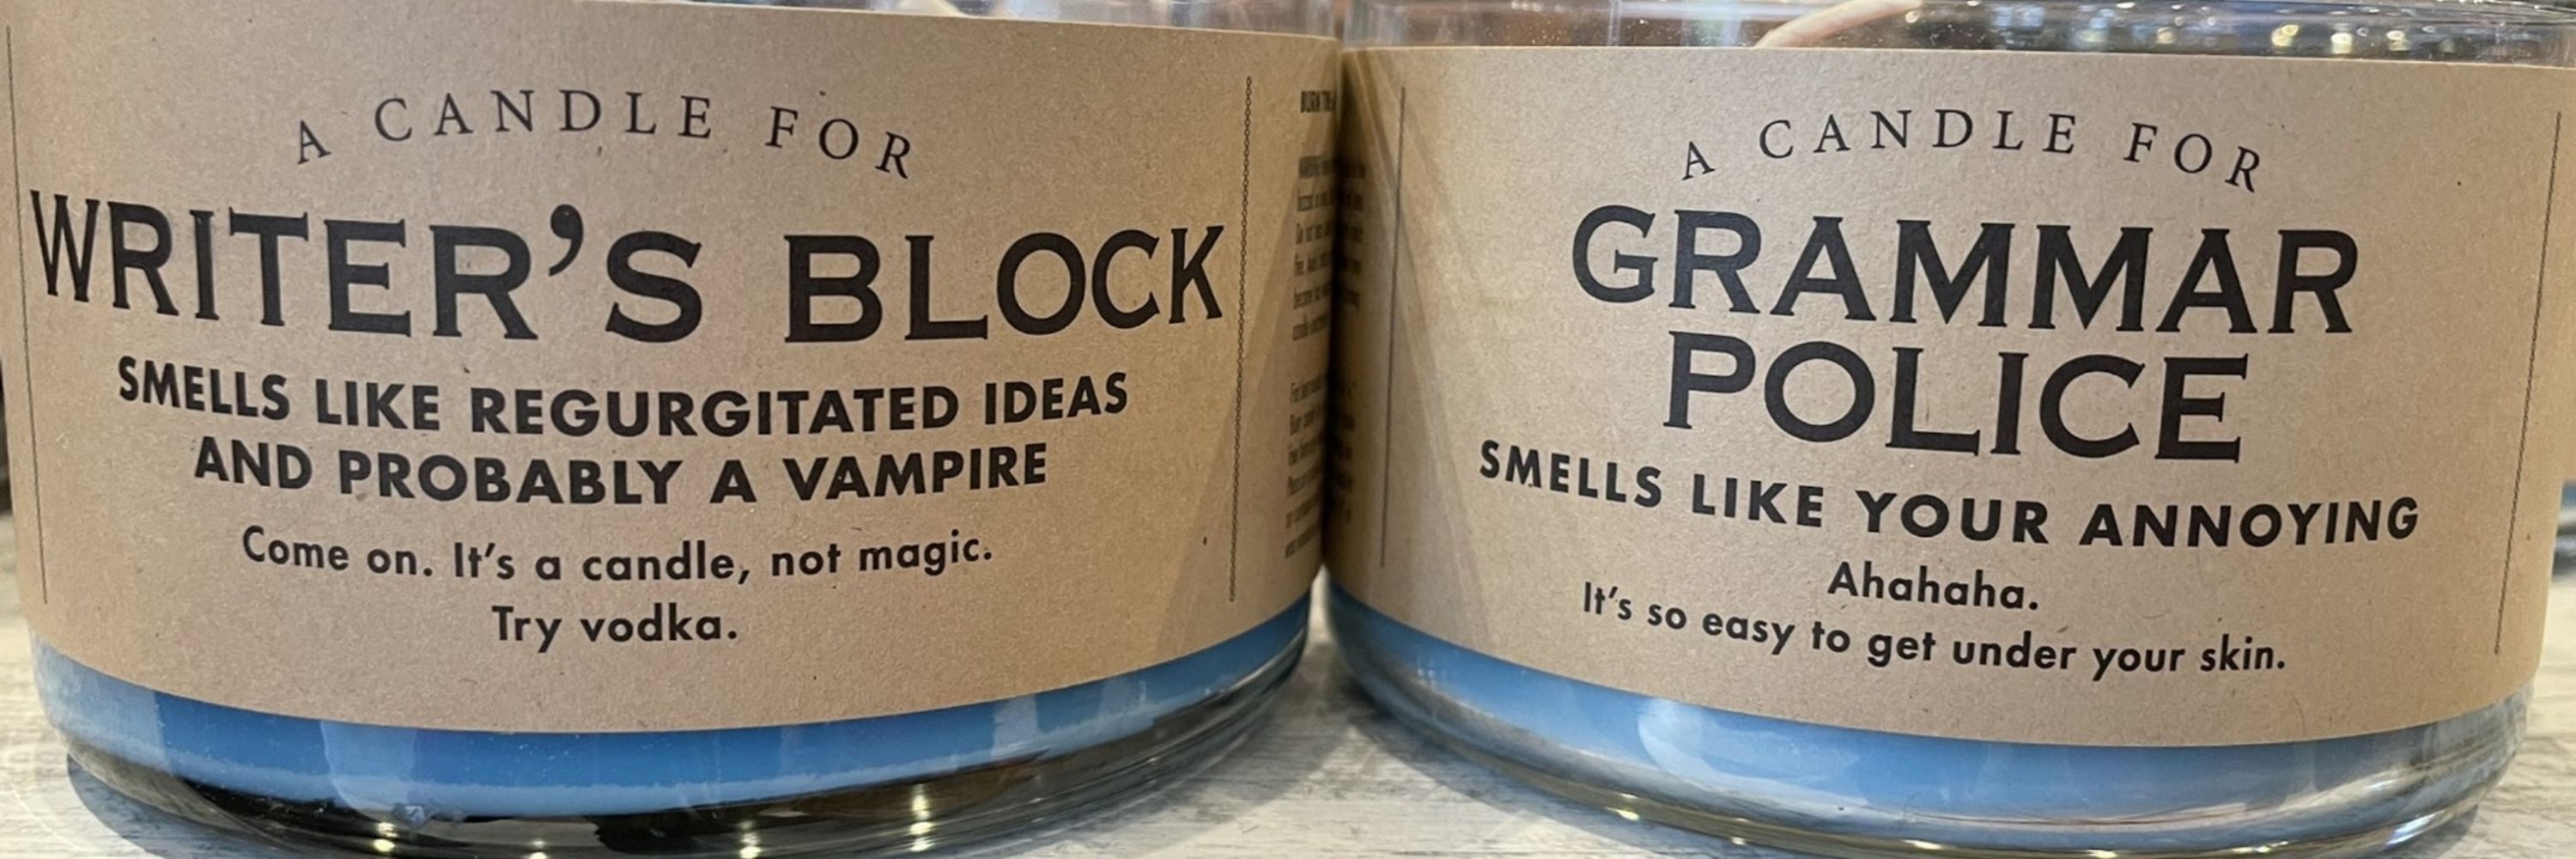 A CANDLE FOR
WRITER'S BLOCK
SMELLS LIKE REGURGITATED IDEAS
AND PROBABLY A VAMPIRE
Come on. It's a candle, not magic.
Try vodka.
A CANDLE FOR
GRAMMAR
POLICE
SMELLS LIKE YOUR ANNOYING
Ahahaha.
It's so easy to get under your skin.